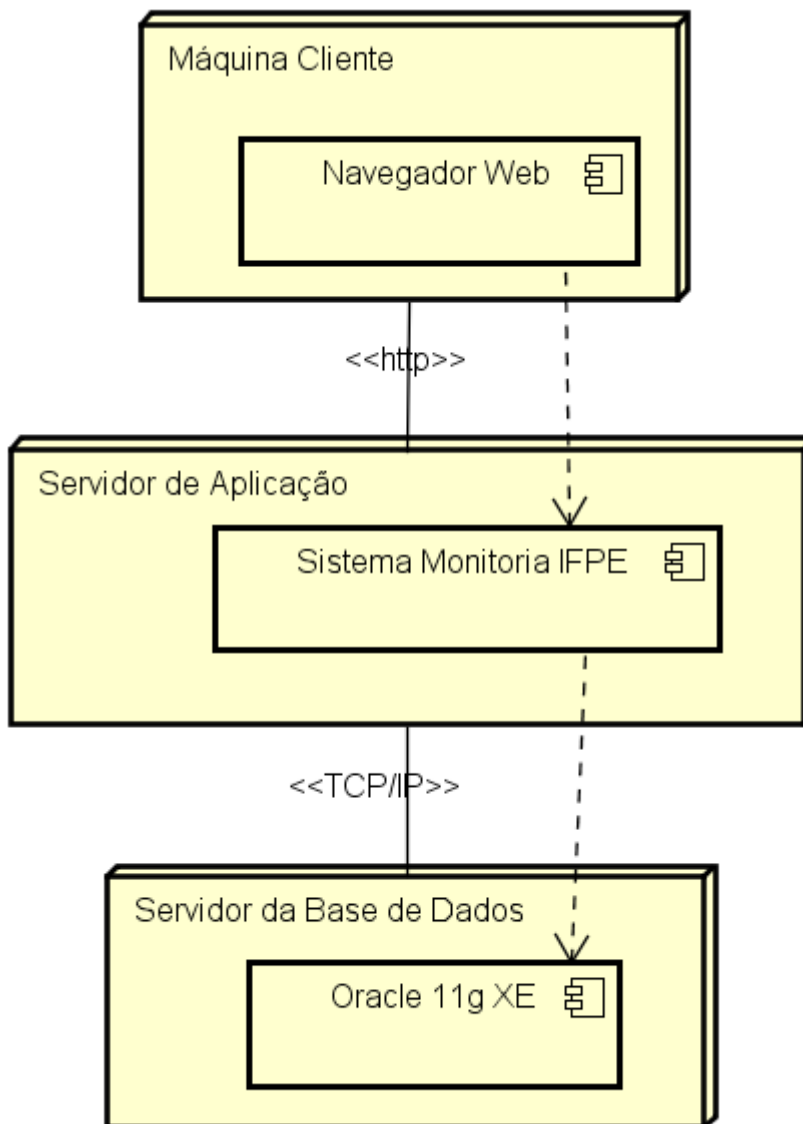 Máquina Cliente
Navegador Web
<<http>>
Servidor de Aplicação
Sistema Monitoria IFPE
<<TCP/IP>>
Servidor da Base de Dados
Oracle 11g XE